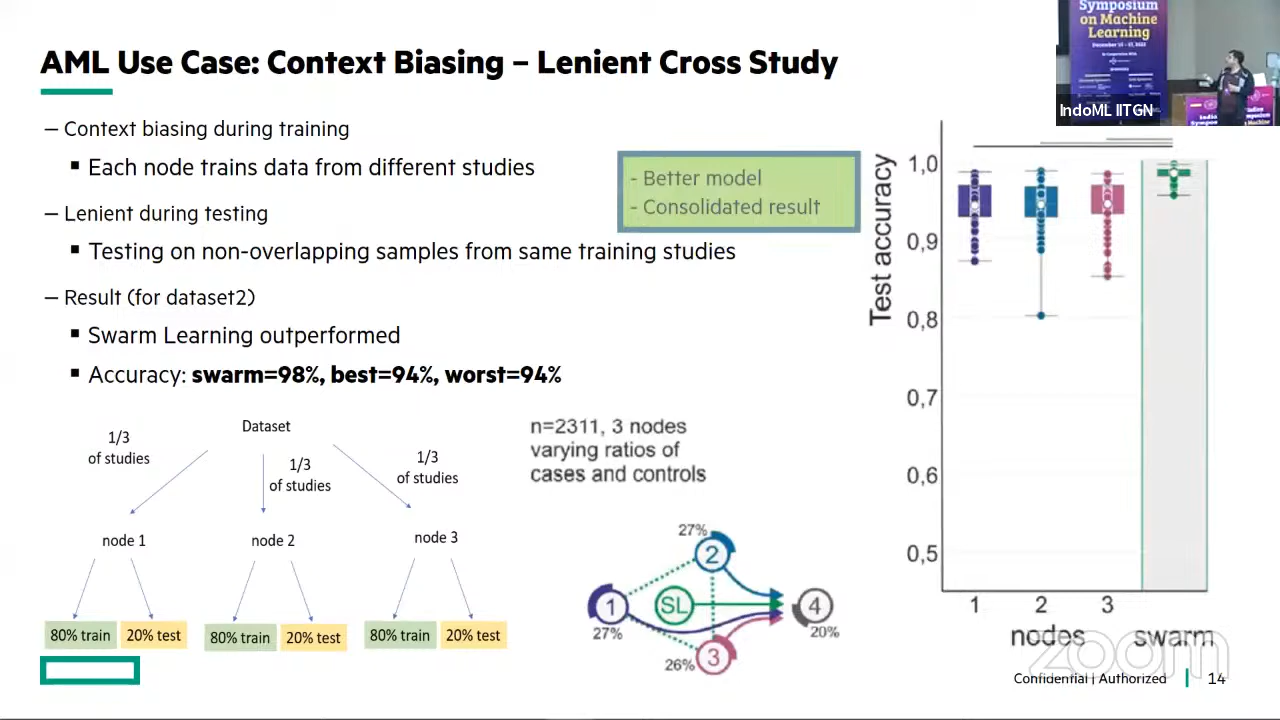 AML Use Case: Context Biasing – Lenient Cross Study
– Context biasing during training
▪ Each node trains data from different studies
– Lenient during testing
▪ Testing on non-overlapping samples from same training studies
– Result (for dataset2)
▪ Swarm Learning outperformed
▪ Accuracy: swarm=98%, best=94%, worst=94%
- Better model
- Consolidated result
Dataset
1/3
of studies
1/3
of studies
1/3
of studies
node 1
node 2
node 3
80% train
20% test
80% train
20% test
80% train
20% test
n=2311, 3 nodes
varying ratios of
cases and controls
27%
2
1
SL
4
27%
20%
3
26%
Symposium
on Machine
Learning
IndoML IITGN
Test accuracy
1,0
0,9
0,8
0,7
0,6
0,5
1
2
3
nodes
swarm
zoom
Confidential | Authorized
14